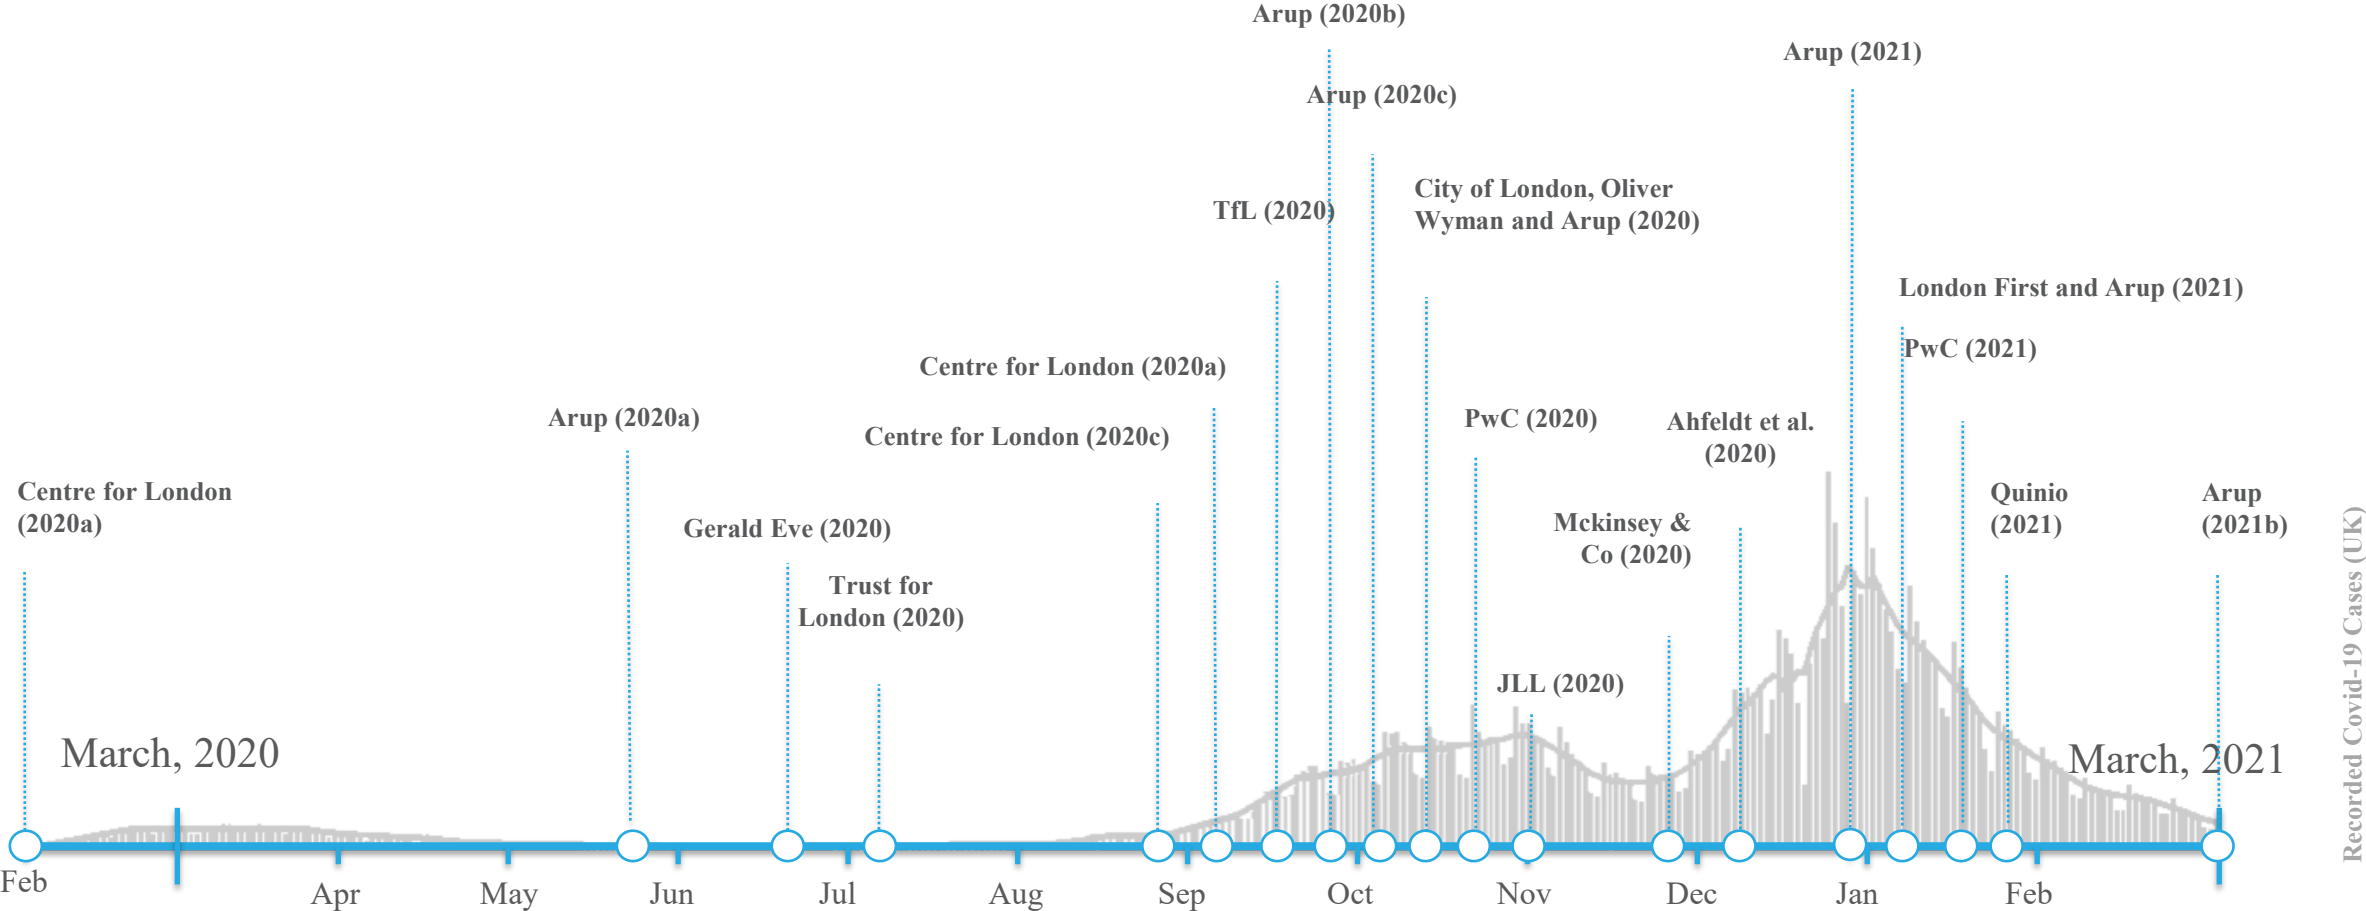 Arup (2020b)
Arup (2021)
Arup (2020c)
City of London, Oliver
Wyman and Arup (2020)
TfL (2020)
London First and Arup (2021)
PwC (2021)
Centre for London (2020a)
Arup (2020a)
PwC (2020)
Ahfeldt et al.
(2020)
Centre for London (2020c)
Centre for London
(2020a)
Quinio
(2021)
Arup
(2021b)
Gerald Eve (2020)
Mckinsey &
Co (2020)
Trust for
London (2020)
JLL (2020)
March, 2020
March, 2021
Recorded Covid-19 Cases (UK)
Feb
Apr
May
Jun
Jul
Aug
Sep
Oct
Nov
Dec
Jan
Feb